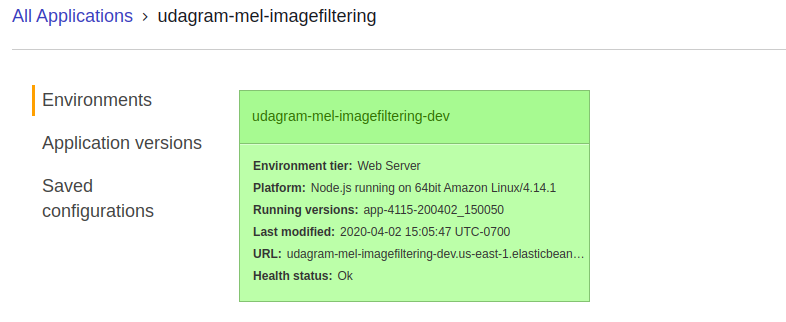 All Applications › udagram-mel-imagefiltering
Environments
Application versions
Saved
configurations
udagram-mel-imagefiltering-dev
Environment tier: Web Server
Platform: Node.js running on 64bit Amazon Linux/4.14.1
Running versions: app-4115-200402_150050
Last modified: 2020-04-02 15:05:47 UTC-0700
URL: udagram-mel-imagefiltering-dev.us-east-1.elasticbean…
Health status: Ok